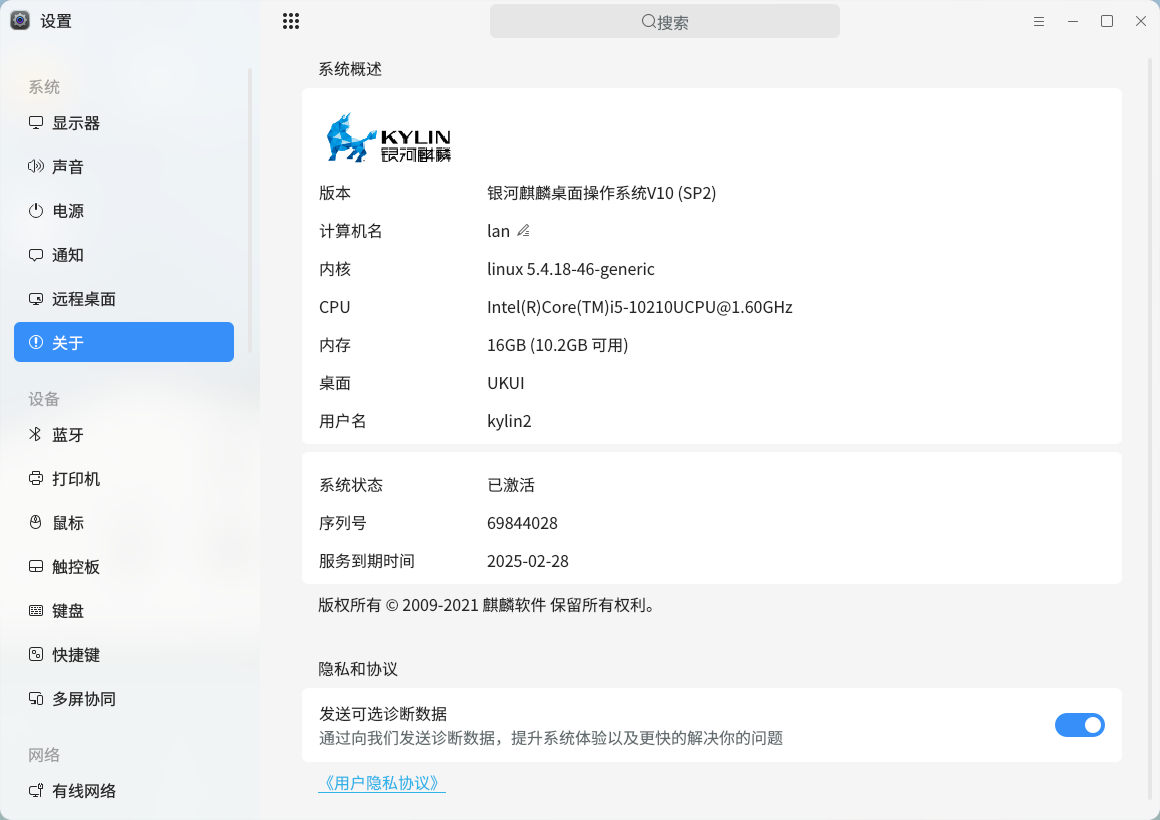 设置
搜索
系统
显示器
声音
电源
通知
远程桌面
关于
设备
蓝牙
打印机
鼠标
触控板
键盘
快捷键
多屏协同
网络
有线网络
系统概述
KYLIN
银河麒麟
版本 银河麒麟桌面操作系统V10 (SP2)
计算机名 lan
内核 linux 5.4.18-46-generic
CPU Intel(R)Core(TM)i5-10210UCPU@1.60GHz
内存 16GB (10.2GB 可用)
桌面 UKUI
用户名 kylin2
系统状态 已激活
序列号 69844028
服务到期时间 2025-02-28
版权所有 © 2009-2021 麒麟软件 保留所有权利。
隐私和协议
发送可选诊断数据
通过向我们发送诊断数据，提升系统体验以及更快的解决你的问题
《用户隐私协议》